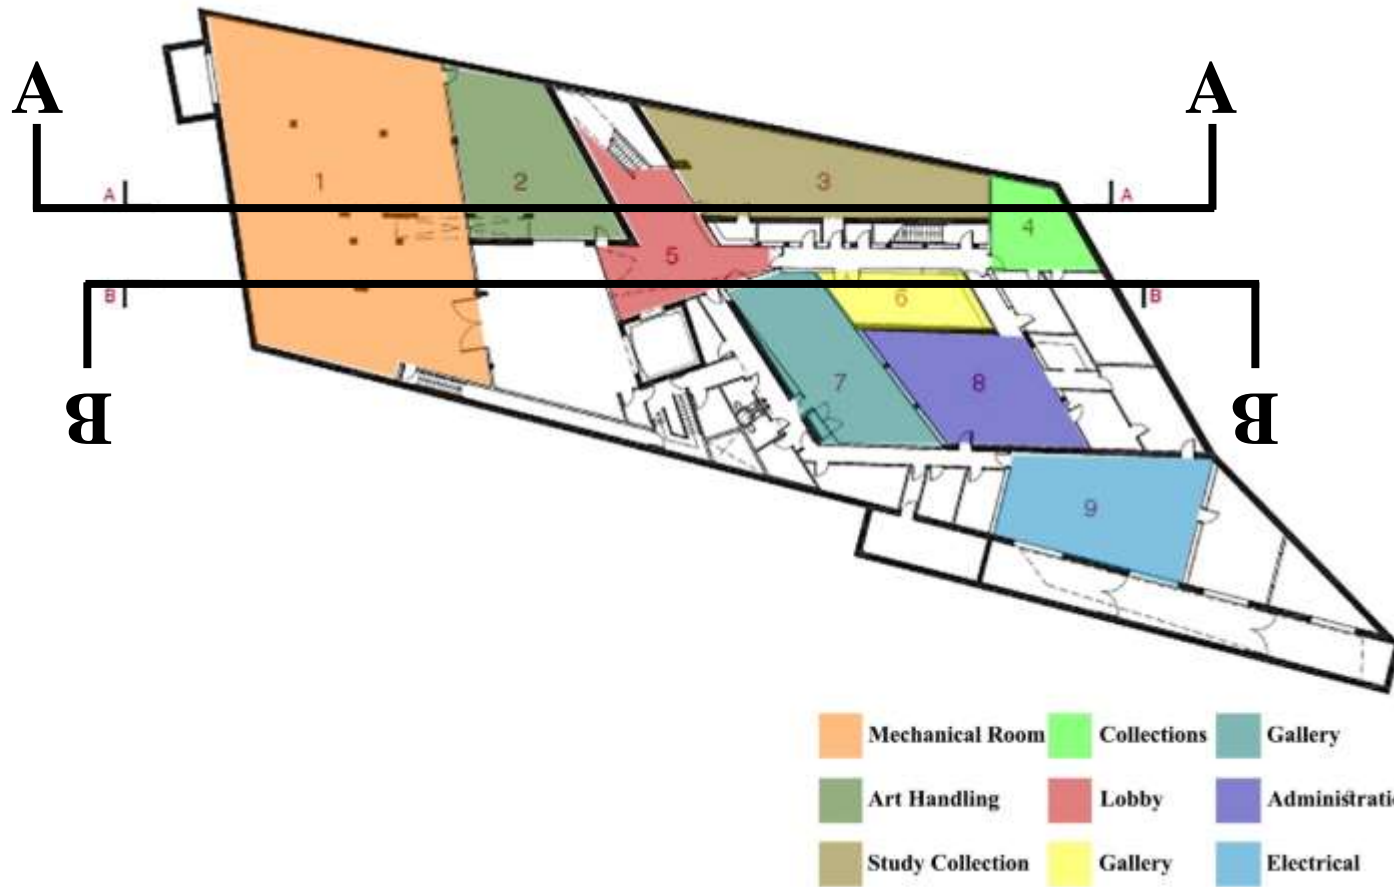 A A
A A
1 2 3
4
5
B B
6
7 8
B B
9
Mechanical Room Collections Gallery
Art Handling Lobby Administratio
Study Collection Gallery Electrical